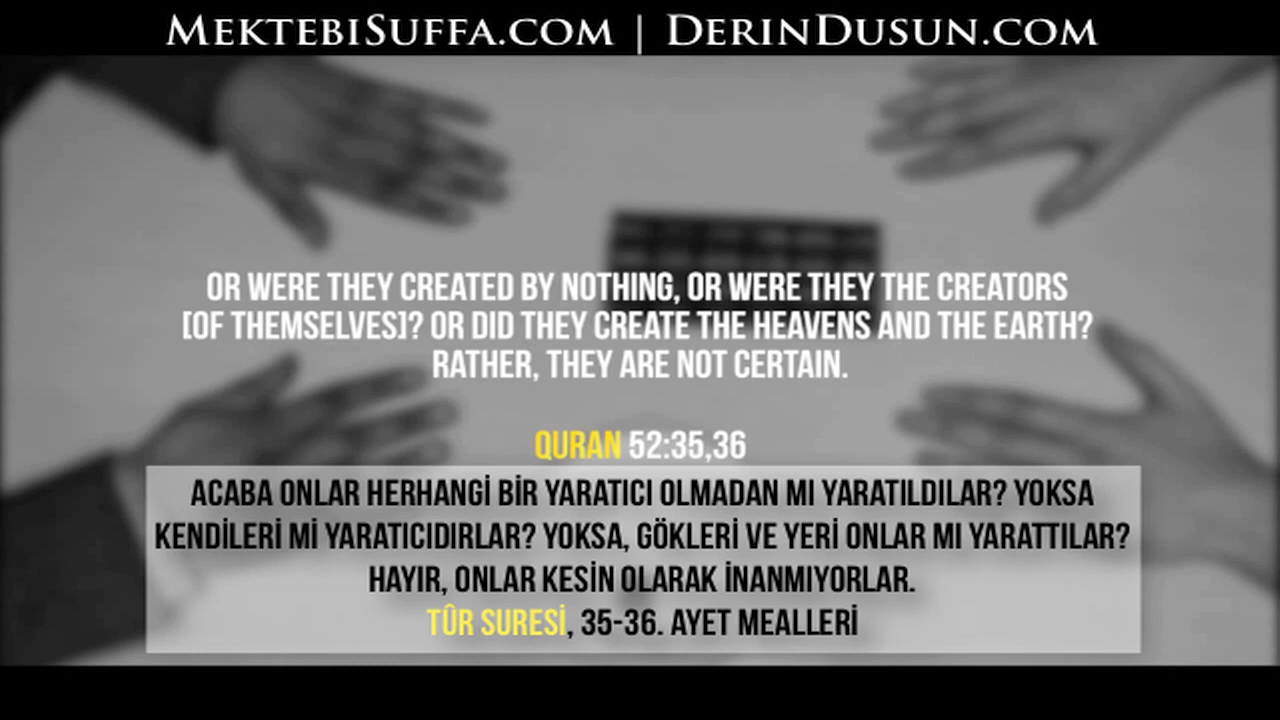 MEKTEBISUFFA.COM | DERINDUSUN.COM
OR WERE THEY CREATED BY NOTHING, OR WERE THEY THE CREATORS
[OF THEMSELVES]? OR DID THEY CREATE THE HEAVENS AND THE EARTH?
RATHER, THEY ARE NOT CERTAIN.
QURAN 52:35,36
ACABA ONLAR HERHANGİ BİR YARATICI OLMADAN MI YARATILDILAR? YOKSA
KENDİLERİ Mİ YARATICIDIRLAR? YOKSA, GÖKLERİ VE YERİ ONLAR MI YARATTILAR?
HAYIR, ONLAR KESİN OLARAK İNANMIYORLAR.
TÛR SURESİ, 35-36. AYET MEALLERİ